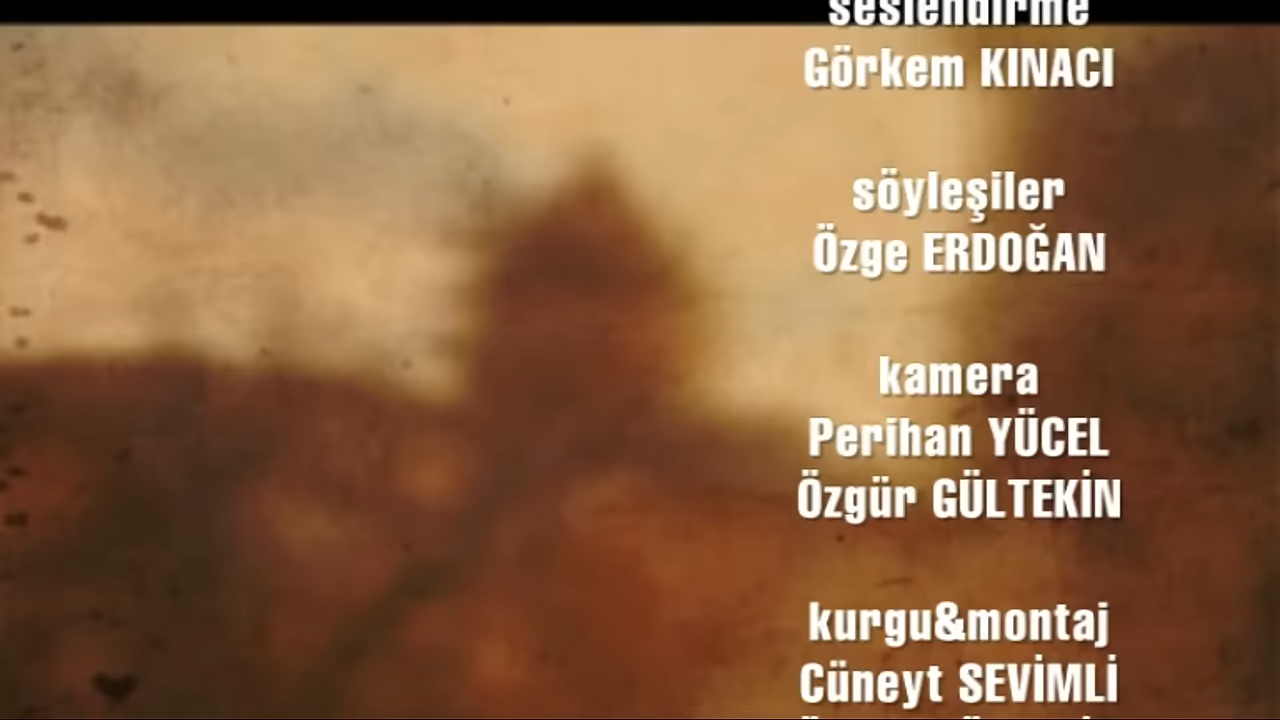 seslendirme
Görkem KINACI
söyleşiler
Özge ERDOĞAN
kamera
Perihan YÜCEL
Özgür GÜLTEKİN
kurgu&montaj
Cüneyt SEVİMLİ